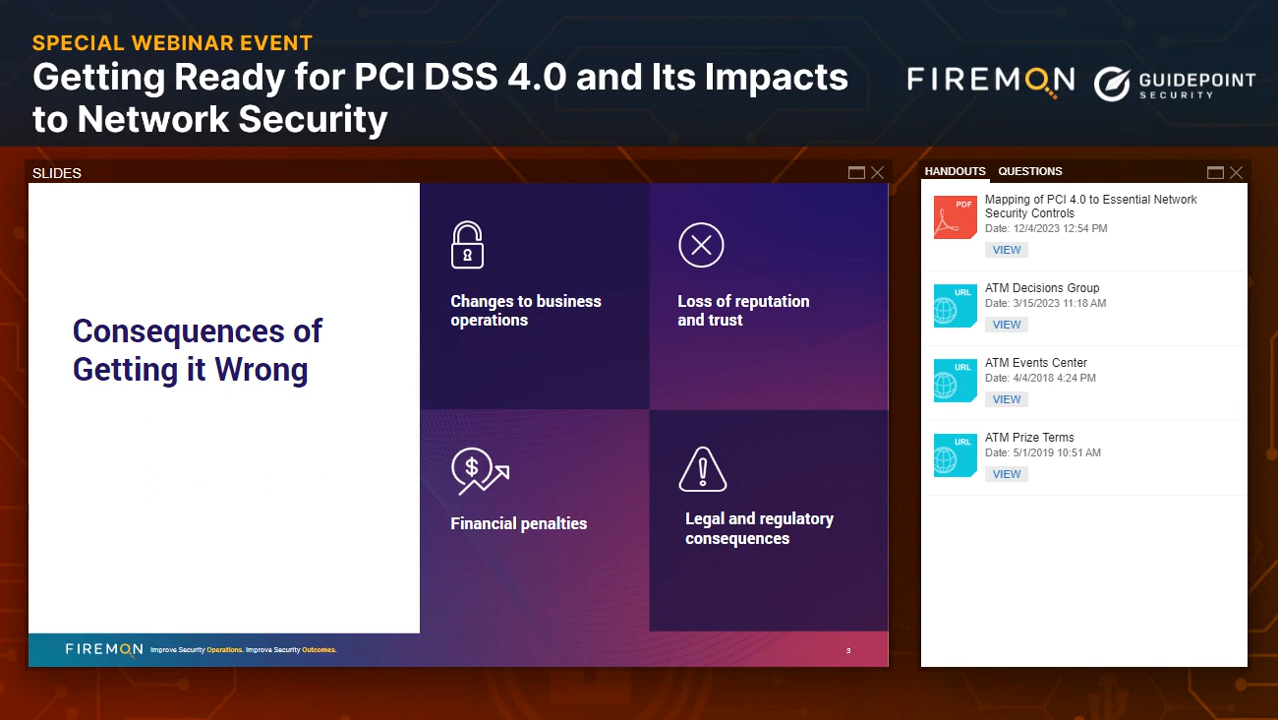 SPECIAL WEBINAR EVENT
Getting Ready for PCI DSS 4.0 and Its Impacts
to Network Security
FIREMON
GUIDEPOINT
SECURITY
SLIDES
Consequences of
Getting it Wrong
Changes to business
operations
Loss of reputation
and trust
$
Financial penalties
!
Legal and regulatory
consequences
FIREMON
Improve Security Operations. Improve Security Outcomes.
3
HANDOUTS QUESTIONS
PDF
Mapping of PCI 4.0 to Essential Network
Security Controls
Date: 12/4/2023 12:54 PM
VIEW
URL
ATM Decisions Group
Date: 3/15/2023 11:18 AM
VIEW
URL
ATM Events Center
Date: 4/4/2018 4:24 PM
VIEW
URL
ATM Prize Terms
Date: 5/1/2019 10:51 AM
VIEW